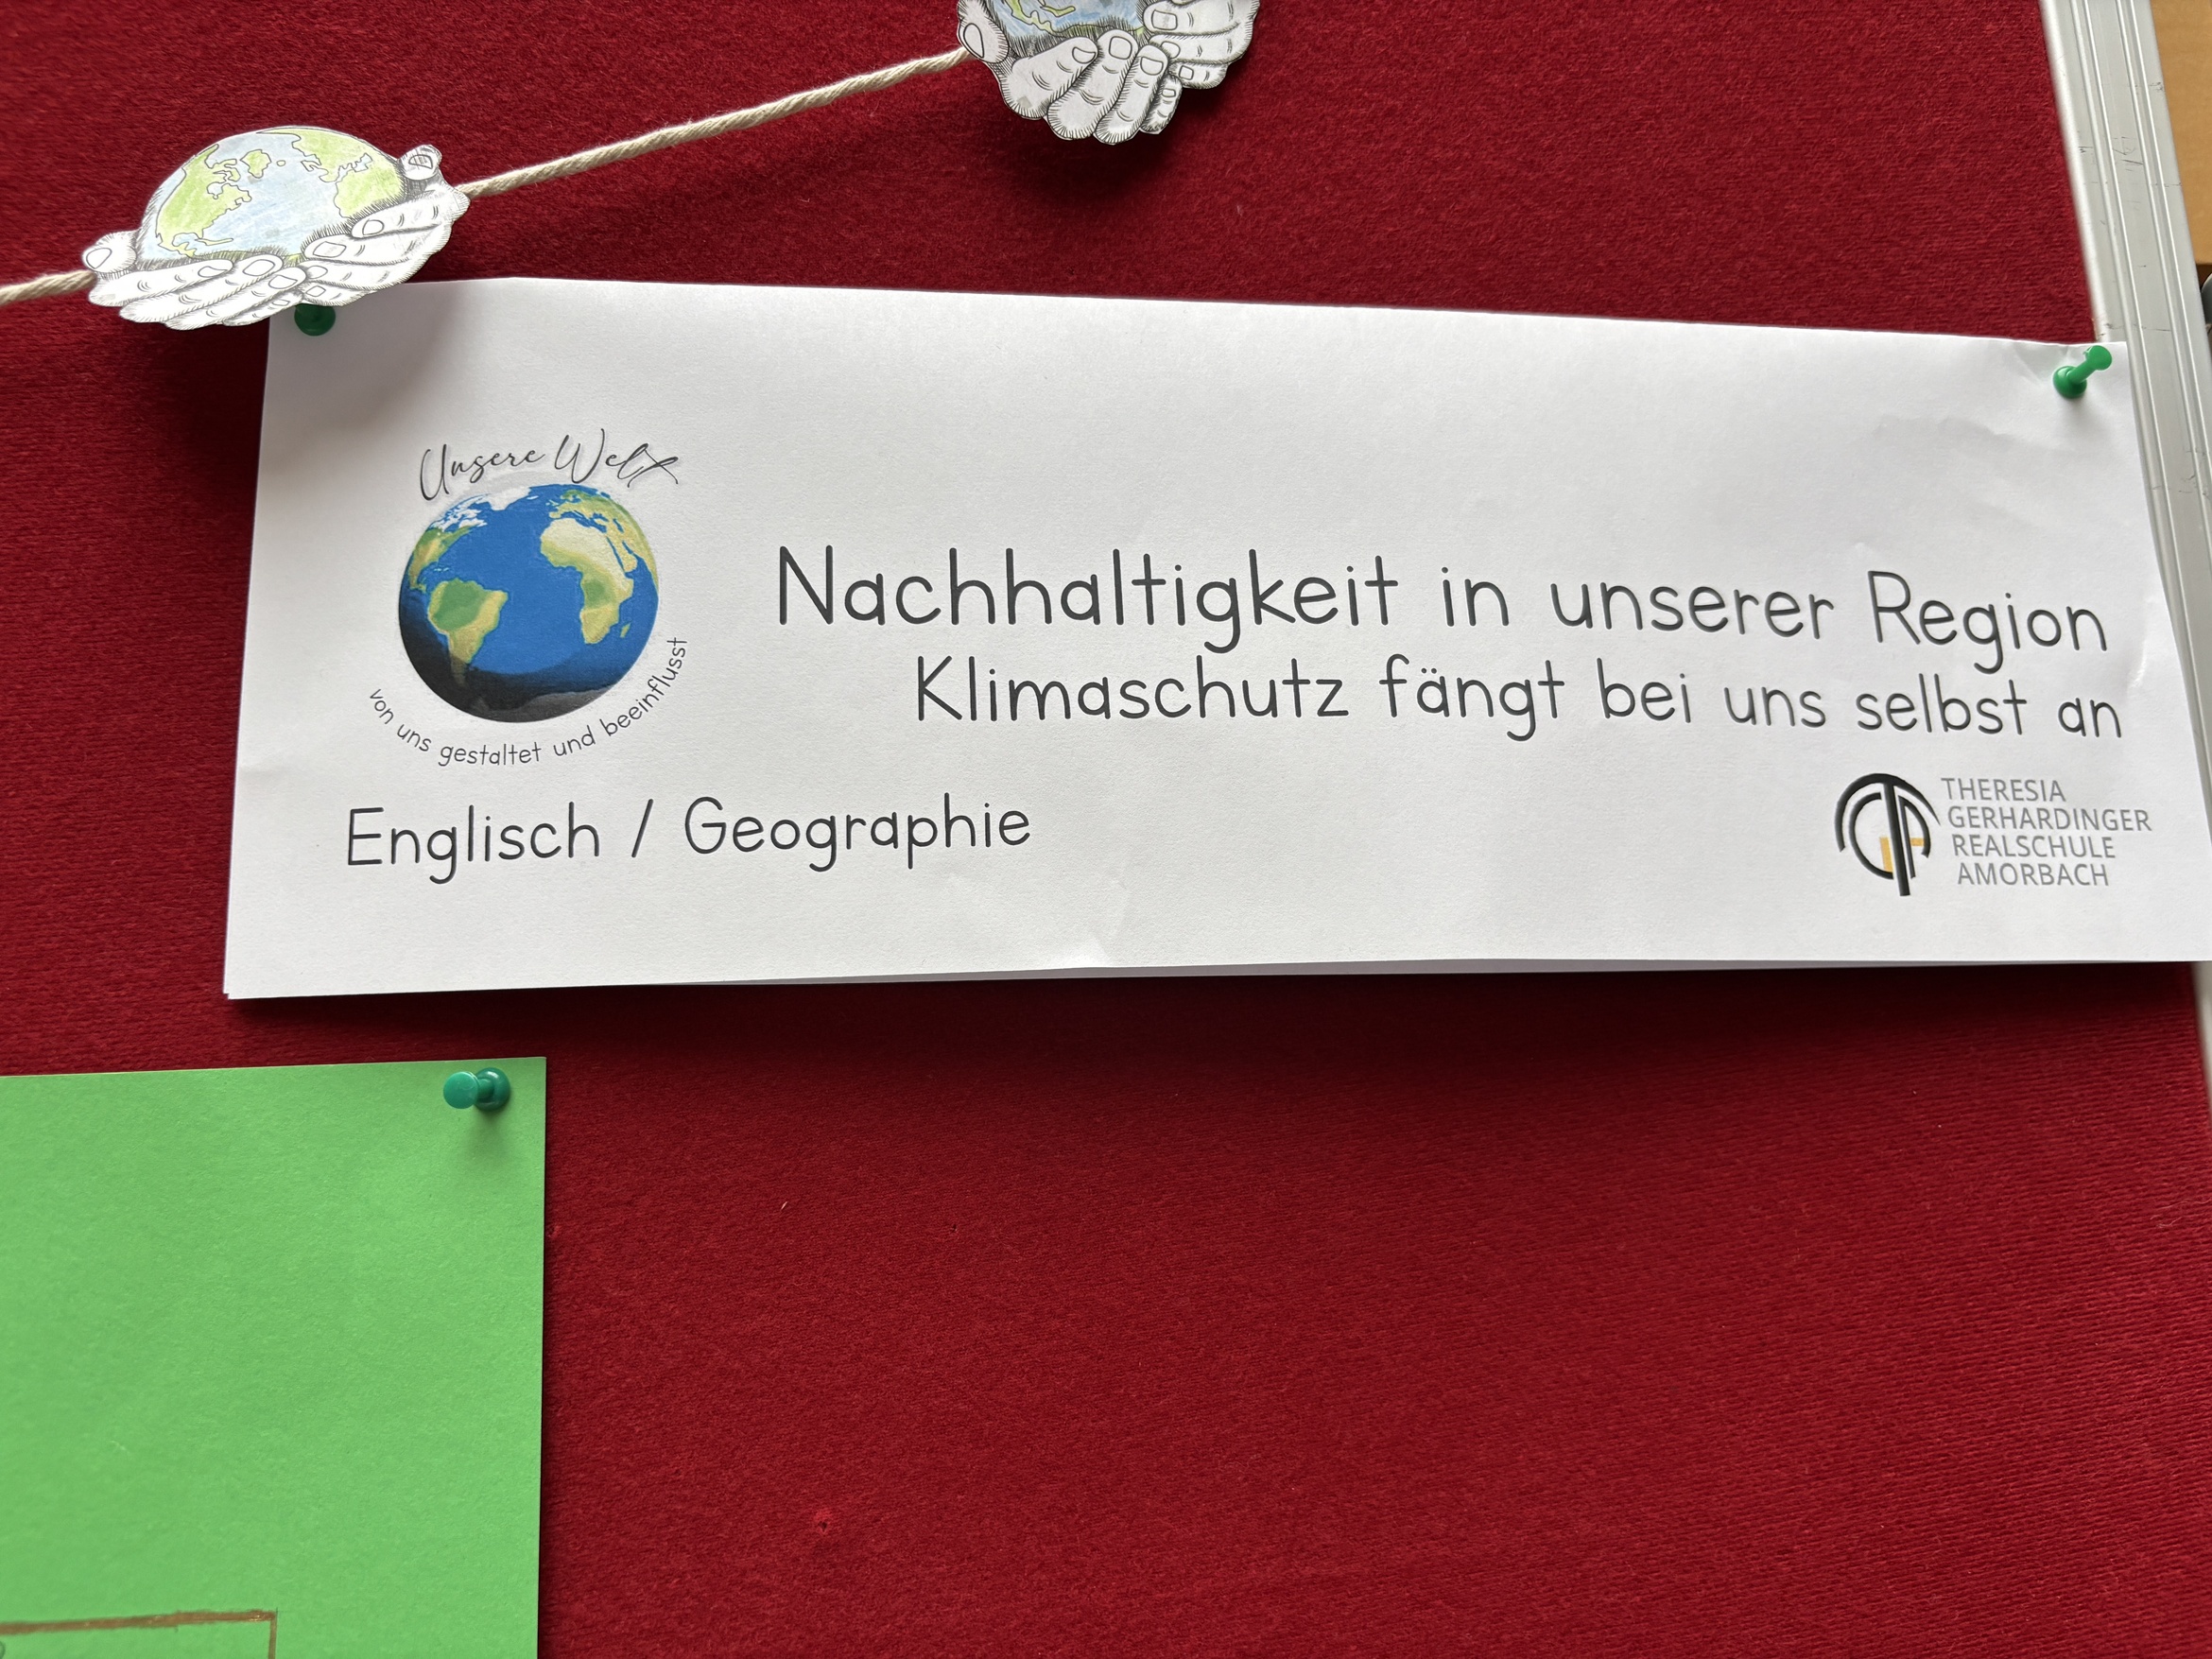 Unsere Welt
von uns gestaltet und beeinflusst
Nachhaltigkeit in unserer Region
Klimaschutz fängt bei uns selbst an
Englisch / Geographie
THERESIA
GERHARDINGER
REALSCHULE
AMORBACH